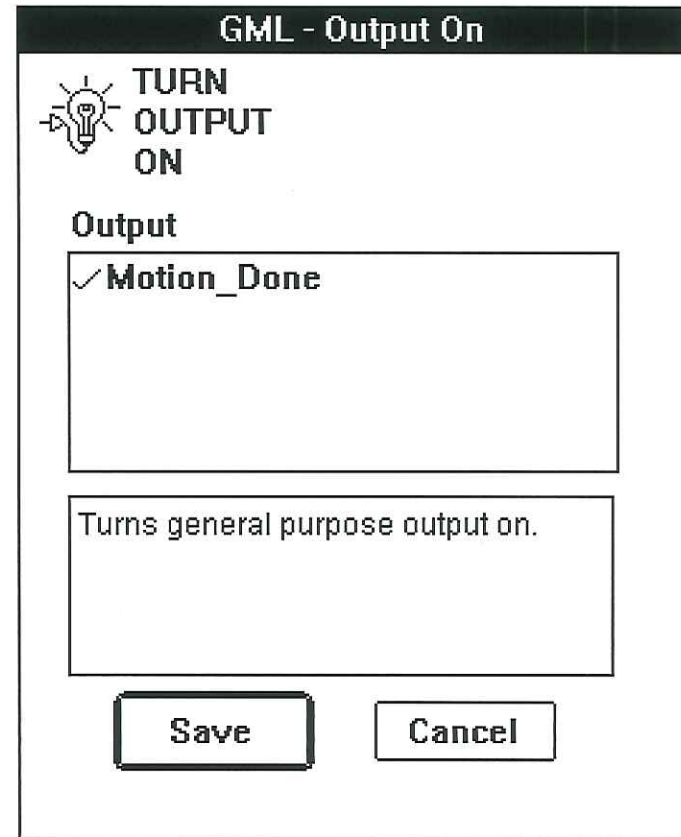 GML - Output On
TURN
OUTPUT
ON
Output
✓Motion_Done
Turns general purpose output on.
Save
Cancel